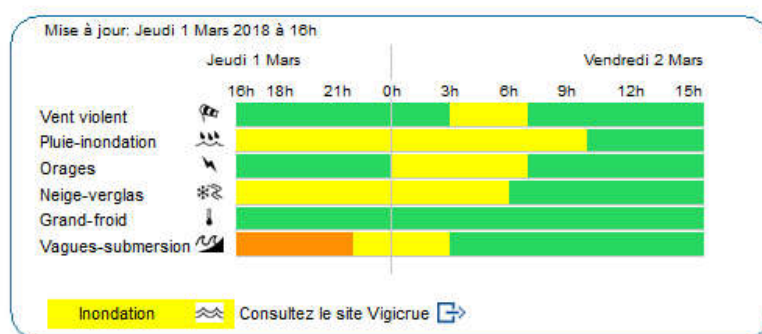 Mise à jour: Jeudi 1 Mars 2018 à 16h
Jeudi 1 Mars Vendredi 2 Mars
16h 18h 21h 0h 3h 6h 9h 12h 15h
Vent violent
Pluie-inondation
Orages
Neige-verglas
Grand-froid
Vagues-submersion
Inondation Consultez le site Vigicrue